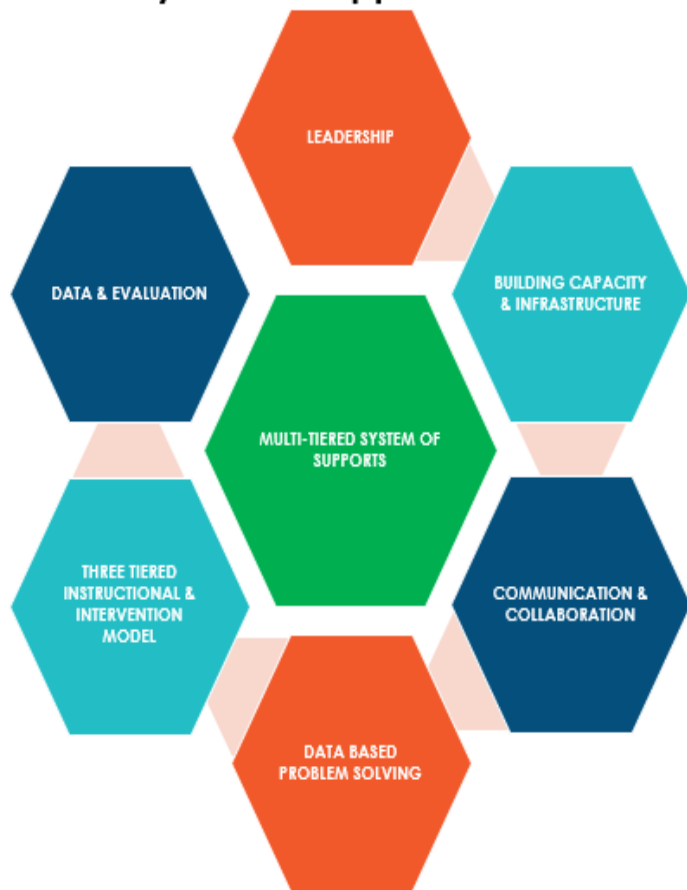 LEADERSHIP
BUILDING CAPACITY
& INFRASTRUCTURE
DATA & EVALUATION
MULTI-TIERED SYSTEM OF
SUPPORTS
COMMUNICATION &
COLLABORATION
THREE TIERED
INSTRUCTIONAL &
INTERVENTION
MODEL
DATA BASED
PROBLEM SOLVING